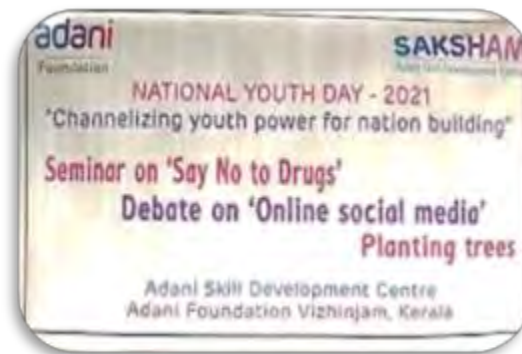 adani
Foundation
SAKSHAM
NATIONAL YOUTH DAY - 2021
"Channelizing youth power for nation building"
Seminar on 'Say No to Drugs'
Debate on 'Online social media'
Planting trees
Adani Skill Development Centre
Adani Foundation Vizhinjam, Kerala